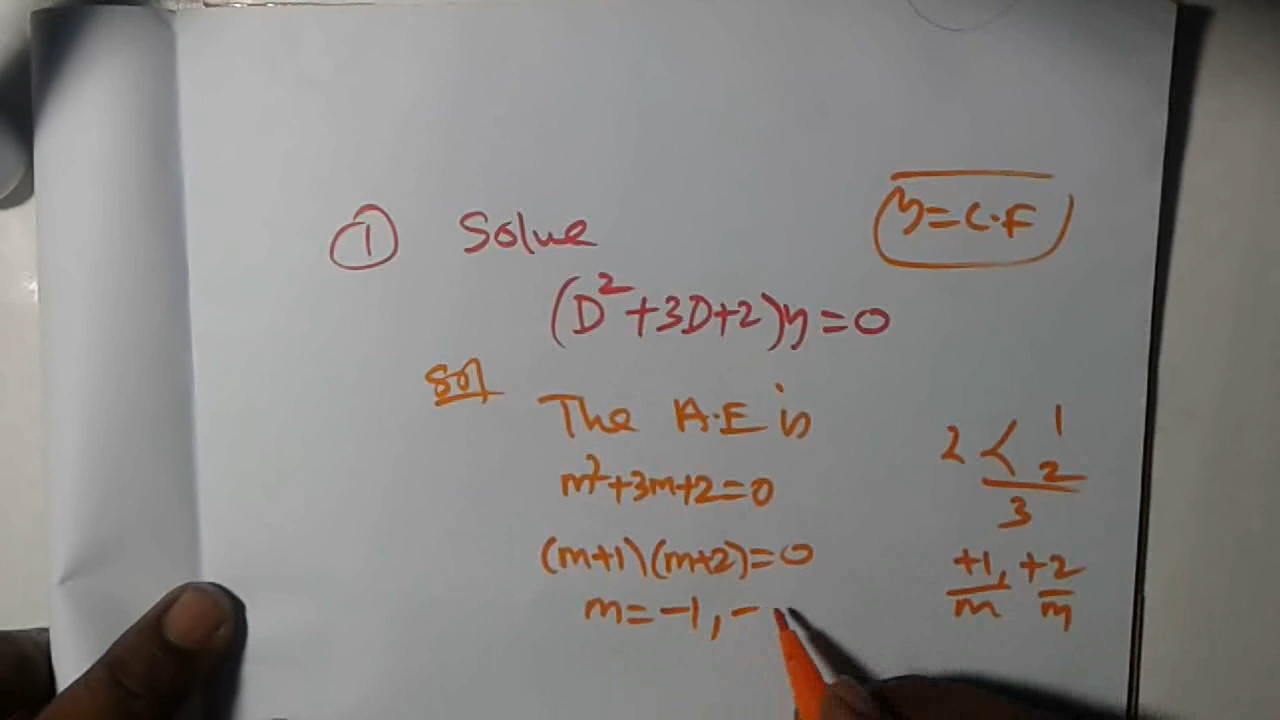 ① Solve
y=C.F
(D²+3D+2)y=0
Sol The A.E is
m²+3m+2=0
(m+1)(m+2)=0
m=-1, -
2 < 1
2
3
+1, +2
m m